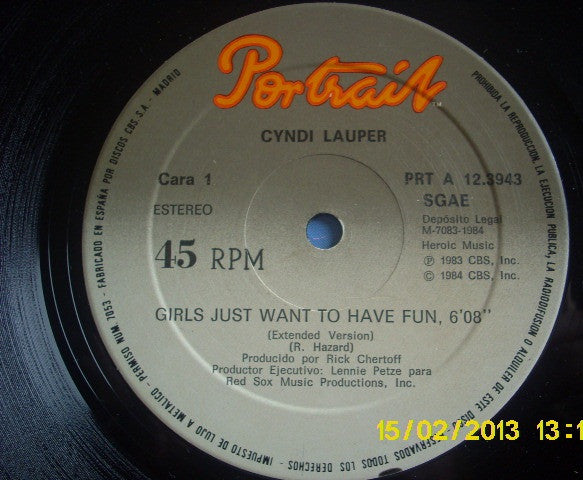 Portrait
TM
CYNDI LAUPER
Cara 1
ESTEREO
45 RPM
PRT A 12.3943
SGAE
Depósito Legal
M-7083-1984
Heroic Music
Ⓟ 1983 CBS, Inc.
© 1984 CBS, Inc.
GIRLS JUST WANT TO HAVE FUN, 6'08"
(Extended Version)
(R. Hazard)
Producido por Rick Chertoff
Productor Ejecutivo: Lennie Petze para
Red Sox Music Productions, Inc.
IMPUESTO DE LUJO A METALICO - PERMISO NUM. 7053 - FABRICADO EN ESPAÑA POR DISCOS CBS S.A. - MADRID
PROHIBIDA LA REPRODUCCION, LA EJECUCION PUBLICA, LA RADIODIFUSION O ALQUILER DE ESTE DISCO
RESERVADOS TODOS LOS DERECHOS -
15/02/2013 13:1